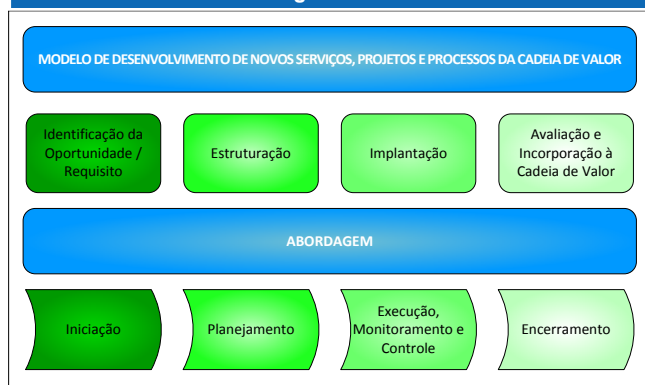 MODELO DE DESENVOLVIMENTO DE NOVOS SERVIÇOS, PROJETOS E PROCESSOS DA CADEIA DE VALOR
Identificação da
Oportunidade /
Requisito
Estruturação
Implantação
Avaliação e
Incorporação à
Cadeia de Valor
ABORDAGEM
Iniciação
Planejamento
Execução,
Monitoramento e
Controle
Encerramento